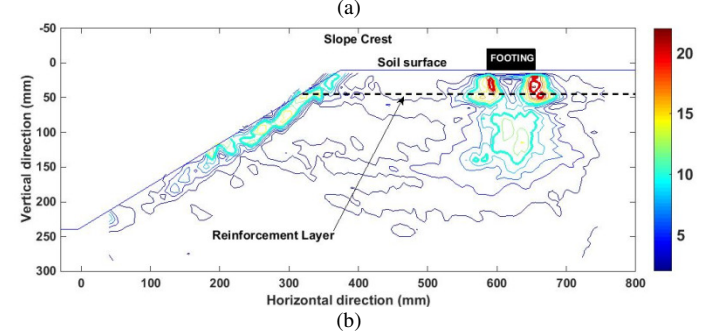 (a)
-50
Slope Crest
20
FOOTING
0
Soil surface
50
100
15
150
10
200
Reinforcement Layer
250
5
300
0 100 200 300 400 500 600 700 800
Vertical direction (mm)
Horizontal direction (mm)
(b)